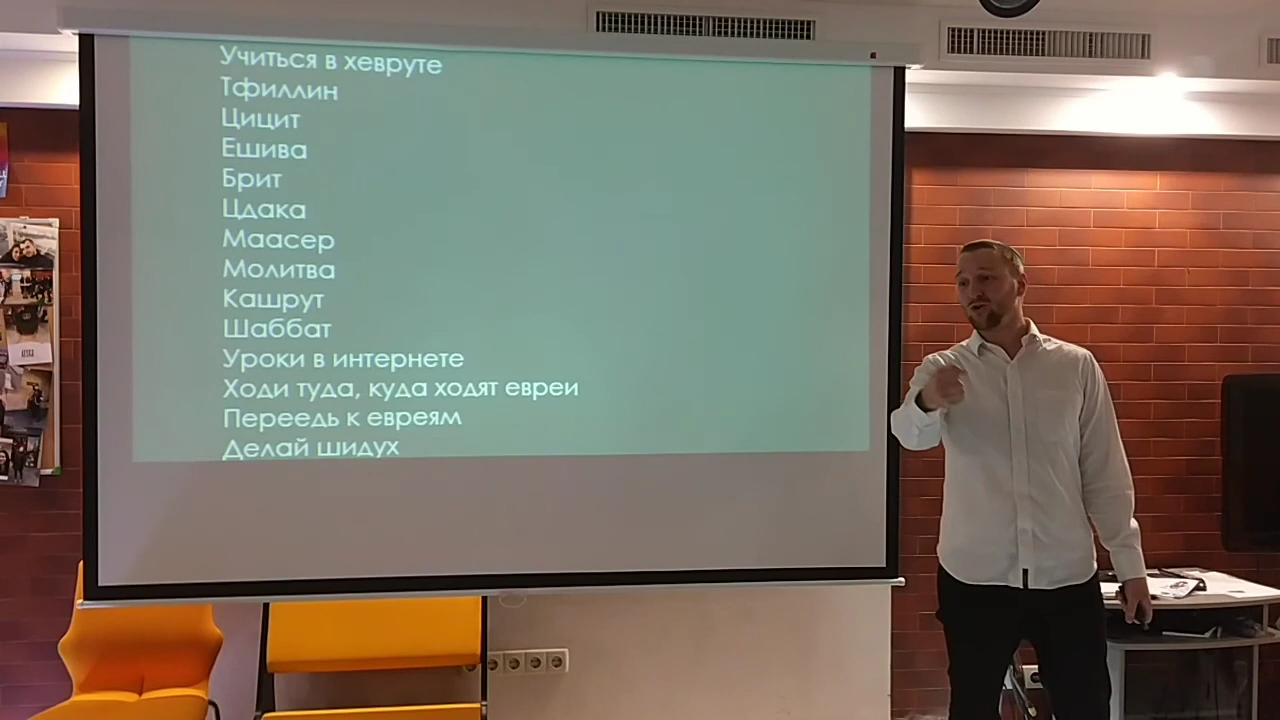 Учиться в хевруте
Тфиллин
Цицит
Ешива
Брит
Цдака
Маасер
Молитва
Кашрут
Шаббат
Уроки в интернете
Ходи туда, куда ходят евреи
Переедь к евреям
Делай шидух